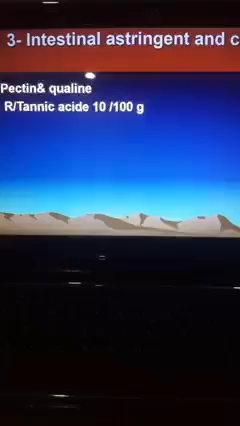 3- Intestinal astringent and c
Pectin& qualine
R/Tannic acide 10 /100 g